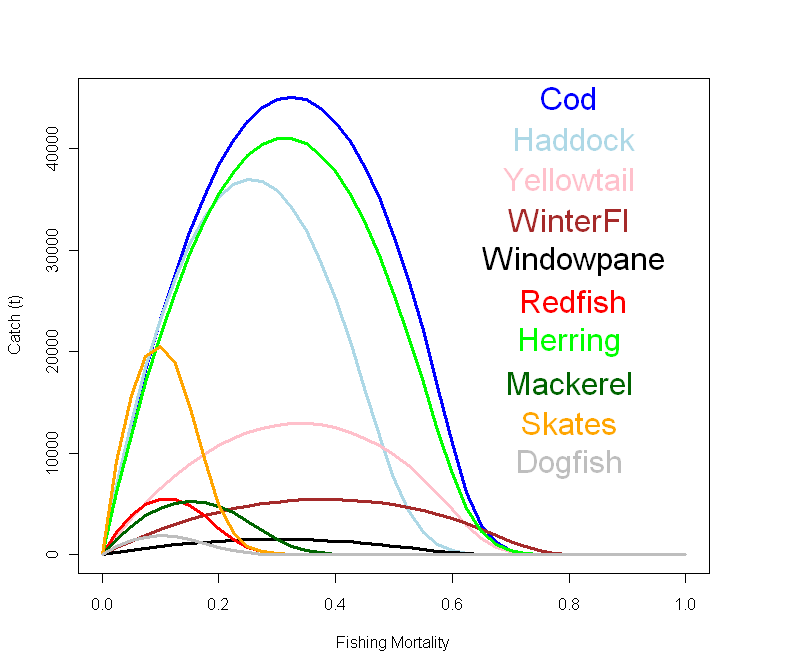 Cod
Haddock
Yellowtail
WinterFl
Windowpane
Redfish
Herring
Mackerel
Skates
Dogfish
Catch (t)
40000
30000
20000
10000
0
0.0 0.2 0.4 0.6 0.8 1.0
Fishing Mortality